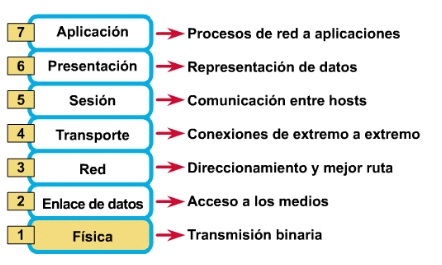 7 Aplicación Procesos de red a aplicaciones
6 Presentación Representación de datos
5 Sesión Comunicación entre hosts
4 Transporte Conexiones de extremo a extremo
3 Red Direccionamiento y mejor ruta
2 Enlace de datos Acceso a los medios
1 Física Transmisión binaria